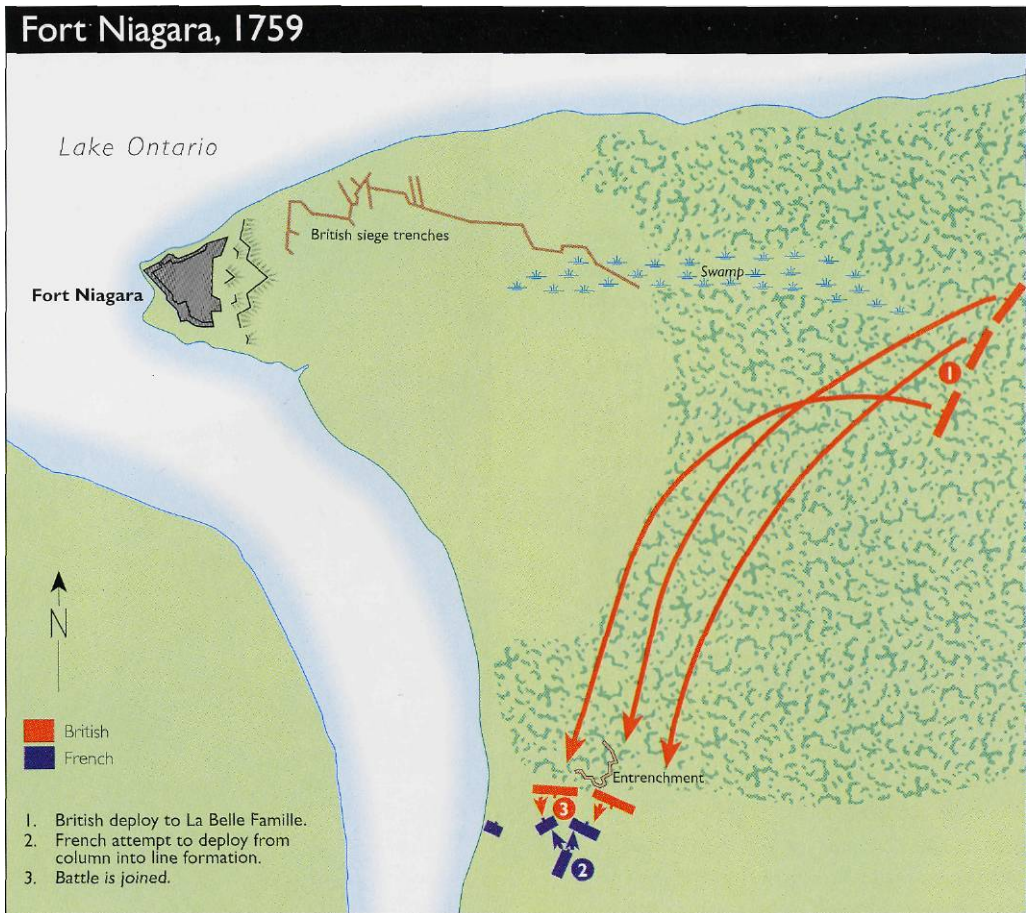 Fort Niagara, 1759
Lake Ontario
British siege trenches
Swamp
Fort Niagara
1
N
British
French
Entrenchment
3
2
1. British deploy to La Belle Famille.
2. French attempt to deploy from
column into line formation.
3. Battle is joined.